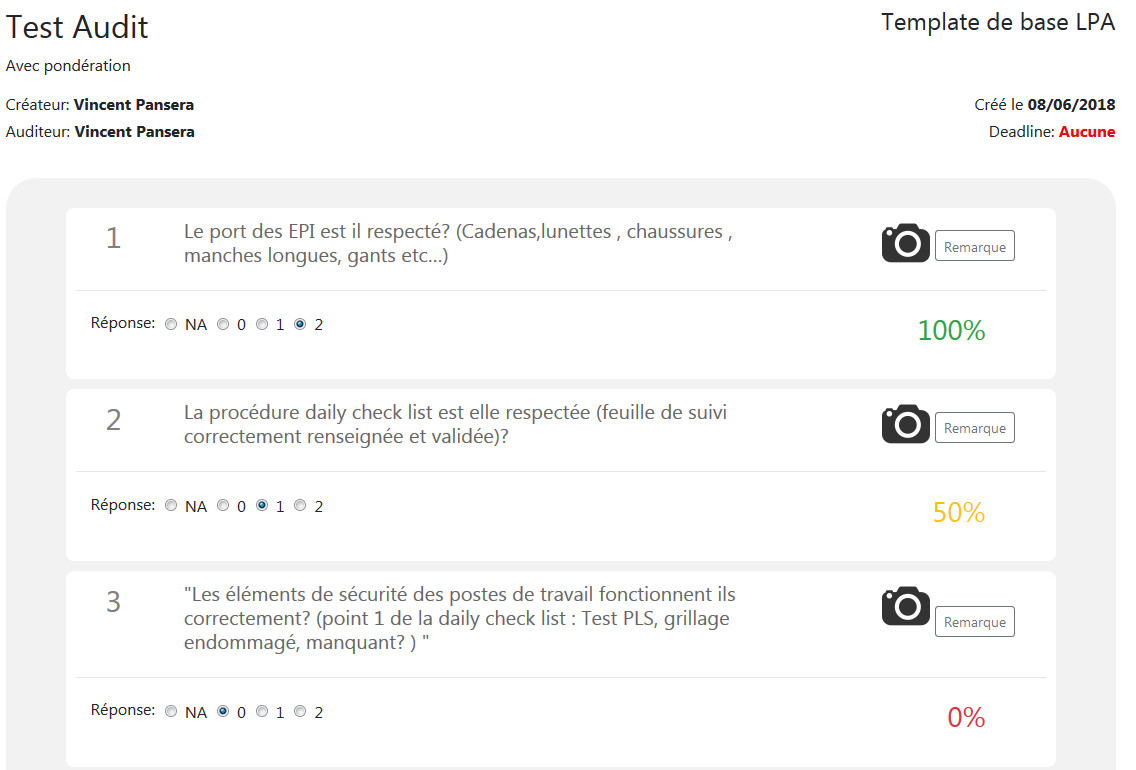 Test Audit
Template de base LPA
Avec pondération
Créateur: Vincent Pansera
Créé le 08/06/2018
Auditeur: Vincent Pansera
Deadline: Aucune
1
Le port des EPI est il respecté? (Cadenas,lunettes , chaussures ,
manches longues, gants etc...)
Remarque
Réponse: NA 0 1 2
100%
2
La procédure daily check list est elle respectée (feuille de suivi
correctement renseignée et validée)?
Remarque
Réponse: NA 0 1 2
50%
3
"Les éléments de sécurité des postes de travail fonctionnent ils
correctement? (point 1 de la daily check list : Test PLS, grillage
endommagé, manquant? ) "
Remarque
Réponse: NA 0 1 2
0%